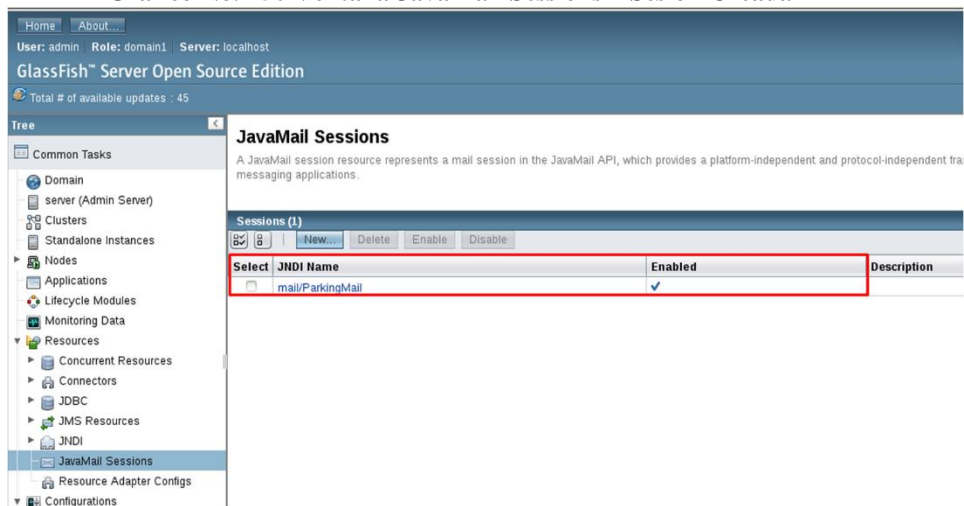 Home About...
User: admin Role: domain1 Server: localhost
GlassFish™ Server Open Source Edition
Total # of available updates : 45
Tree
Common Tasks
Domain
server (Admin Server)
Clusters
Standalone Instances
Nodes
Applications
Lifecycle Modules
Monitoring Data
Resources
Concurrent Resources
Connectors
JDBC
JMS Resources
JNDI
JavaMail Sessions
Resource Adapter Configs
Configurations
JavaMail Sessions
A JavaMail session resource represents a mail session in the JavaMail API, which provides a platform-independent and protocol-independent fra
messaging applications.
Sessions (1)
New... Delete Enable Disable
Select JNDI Name Enabled Description
mail/ParkingMail